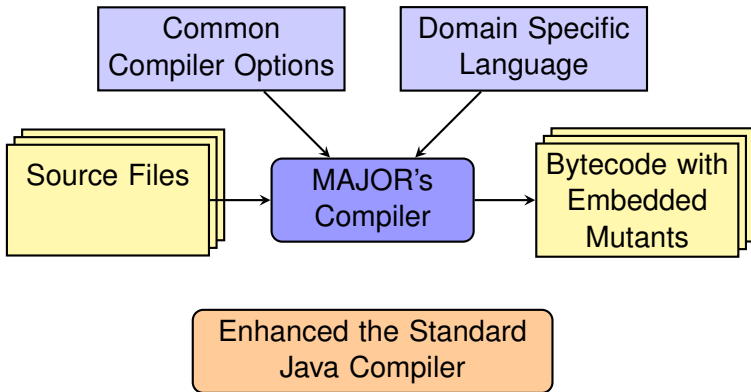 Common
Compiler Options
Domain Specific
Language
Source Files
MAJOR's
Compiler
Bytecode with
Embedded
Mutants
Enhanced the Standard
Java Compiler